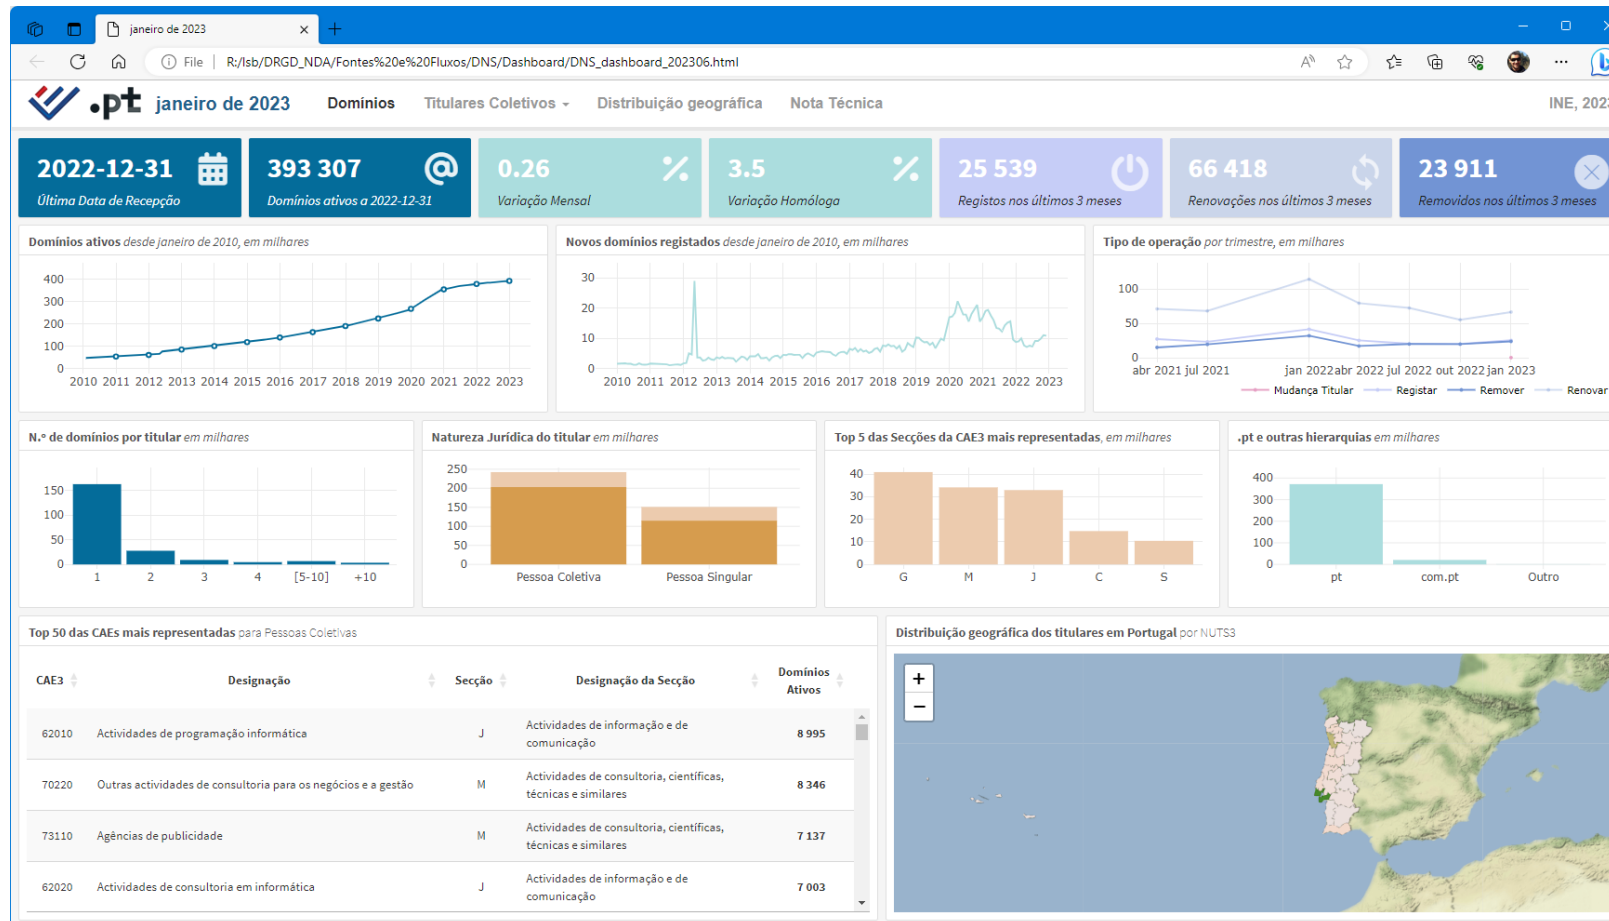 janeiro de 2023
File
R:/lsb/DRGD_NDA/Fontes%20e%20Fluxos/DNS/Dashboard/DNS_dashboard_202306.html
.pt janeiro de 2023 Domínios Titulares Coletivos Distribuição geográfica Nota Técnica INE, 2023
2022-12-31
Última Data de Recepção
393 307
Domínios ativos a 2022-12-31
0.26
Variação Mensal
3.5
Variação Homóloga
25 539
Registos nos últimos 3 meses
66 418
Renovações nos últimos 3 meses
23 911
Removidos nos últimos 3 meses
Domínios ativos desde janeiro de 2010, em milhares
400
300
200
100
0
2010 2011 2012 2013 2014 2015 2016 2017 2018 2019 2020 2021 2022 2023
Novos domínios registados desde janeiro de 2010, em milhares
30
20
10
0
2010 2011 2012 2013 2014 2015 2016 2017 2018 2019 2020 2021 2022 2023
Tipo de operação por trimestre, em milhares
100
50
0
abr 2021 jul 2021 jan 2022 abr 2022 jul 2022 out 2022 jan 2023
Mudança Titular Registar Remover Renovar
N.º de domínios por titular em milhares
150
100
50
0
1 2 3 4 [5-10] +10
Natureza Jurídica do titular em milhares
250
200
150
100
50
0
Pessoa Coletiva Pessoa Singular
Top 5 das Secções da CAE3 mais representadas, em milhares
40
30
20
10
0
G M J C S
.pt e outras hierarquias em milhares
400
300
200
100
0
pt com.pt Outro
Top 50 das CAEs mais representadas para Pessoas Coletivas
CAE3 Designação Secção Designação da Secção Domínios Ativos
62010 Actividades de programação informática J Actividades de informação e de comunicação 8 995
70220 Outras actividades de consultoria para os negócios e a gestão M Actividades de consultoria, científicas, técnicas e similares 8 346
73110 Agências de publicidade M Actividades de consultoria, científicas, técnicas e similares 7 137
62020 Actividades de consultoria em informática J Actividades de informação e de comunicação 7 003
Distribuição geográfica dos titulares em Portugal por NUTS3
+
−